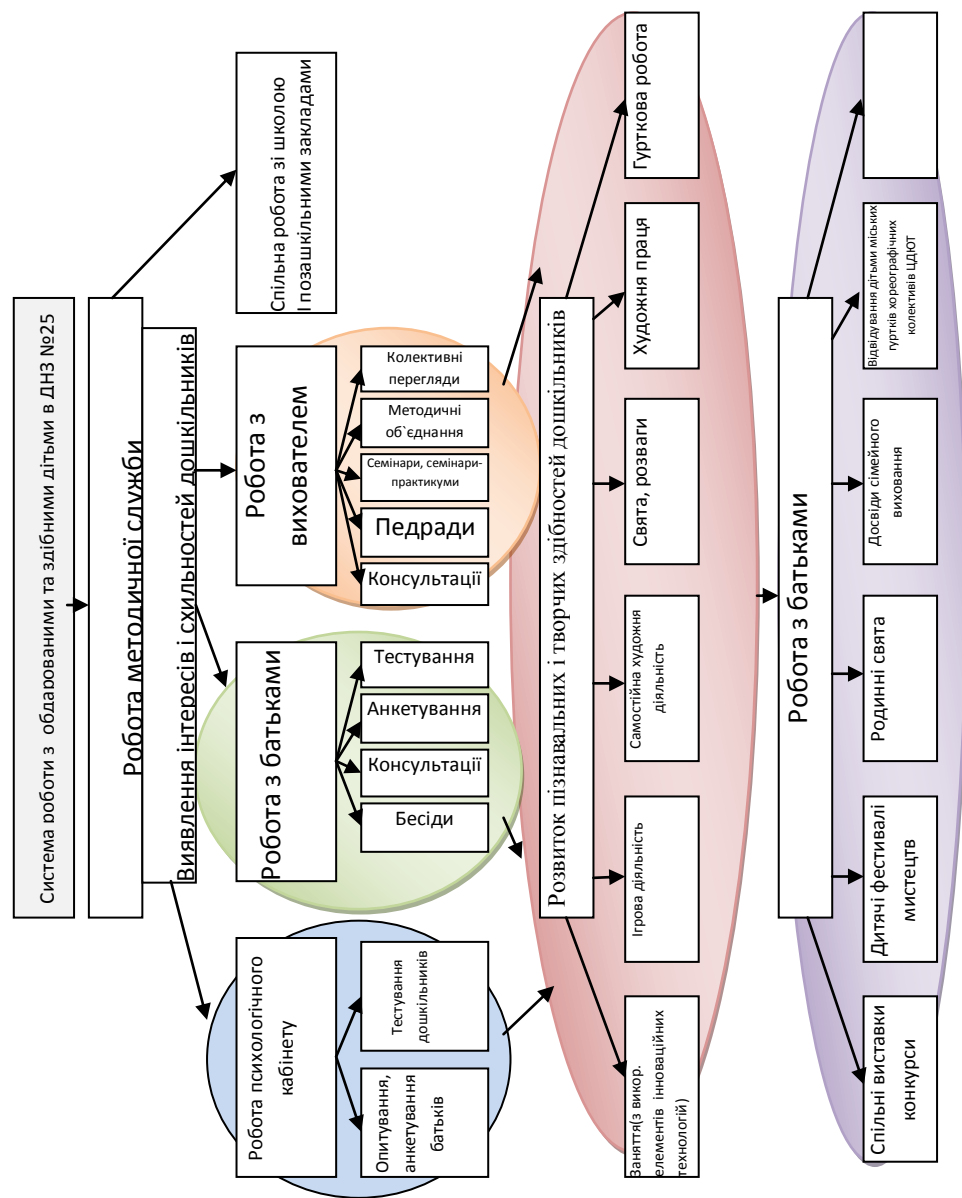 Система роботи з обдарованими та здібними дітьми в ДНЗ №25
Робота методичної служби
Виявлення інтересів і схильностей дошкільників
Робота психологічного
кабінету
Опитування,
анкетування
батьків
Тестування
дошкільників
Робота з батьками
Бесіди
Консультації
Анкетування
Тестування
Робота з
вихователем
Консультації
Педради
Семінари, семінари-
практикуми
Методичні
об`єднання
Колективні
перегляди
Спільна робота зі школою
І позашкільними закладами
Розвиток пізнавальних і творчих здібностей дошкільників
Заняття(з викор.
елементів інноваційних
технологій)
Ігрова діяльність
Самостійна художня
діяльність
Свята, розваги
Художня праця
Гурткова робота
Робота з батьками
Спільні виставки
конкурси
Дитячі фестивалі
мистецтв
Родинні свята
Досвіди сімейного
виховання
Відвідування дітьми міських
гуртків хореографічних
колективів ЦДЮТ